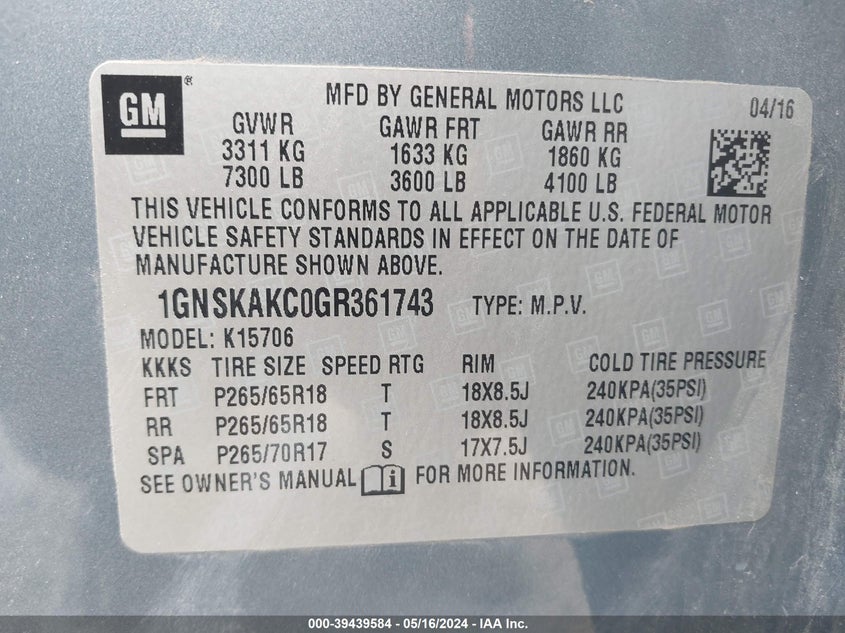 GM ®
MFD BY GENERAL MOTORS LLC 04/16
GVWR GAWR FRT GAWR RR
3311 KG 1633 KG 1860 KG
7300 LB 3600 LB 4100 LB
THIS VEHICLE CONFORMS TO ALL APPLICABLE U.S. FEDERAL MOTOR
VEHICLE SAFETY STANDARDS IN EFFECT ON THE DATE OF
MANUFACTURE SHOWN ABOVE.
1GNSKAKC0GR361743 TYPE: M.P.V.
MODEL: K15706
KKKS TIRE SIZE SPEED RTG RIM COLD TIRE PRESSURE
FRT P265/65R18 T 18X8.5J 240KPA(35PSI)
RR P265/65R18 T 18X8.5J 240KPA(35PSI)
SPA P265/70R17 S 17X7.5J 240KPA(35PSI)
SEE OWNER'S MANUAL i FOR MORE INFORMATION.
000-39439584 - 05/16/2024 - IAA Inc.